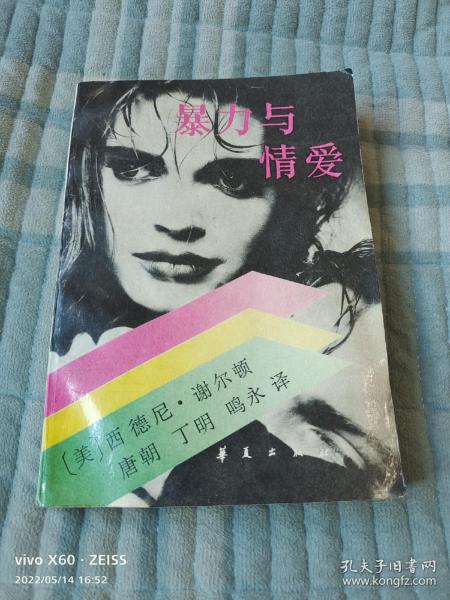 暴力与
情爱
〔美〕西德尼·谢尔顿
唐朝 丁明 鸣永 译
华夏出版社
vivo X60 · ZEISS
2022/05/14 16:52
孔夫子旧书网
www.kongfz.com